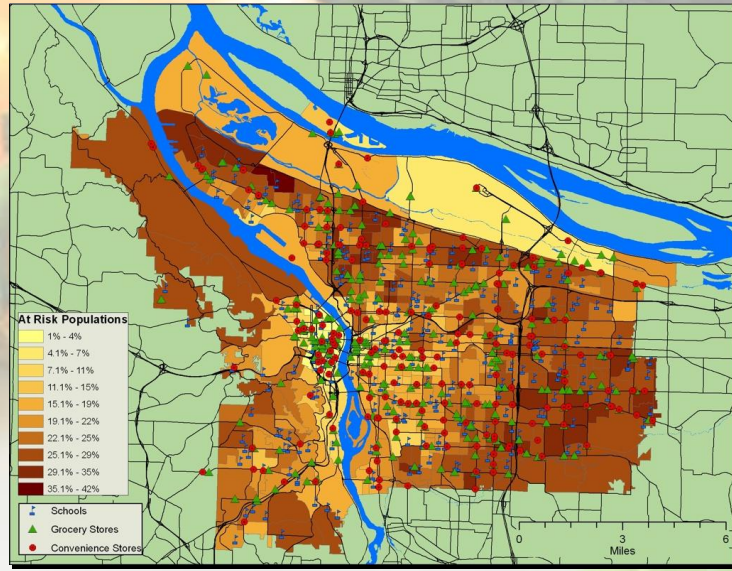 At Risk Populations
1% - 4%
4.1% - 7%
7.1% - 11%
11.1% - 15%
15.1% - 19%
19.1% - 22%
22.1% - 25%
25.1% - 29%
29.1% - 35%
35.1% - 42%
Schools
Grocery Stores
Convenience Stores
0 3 6
Miles